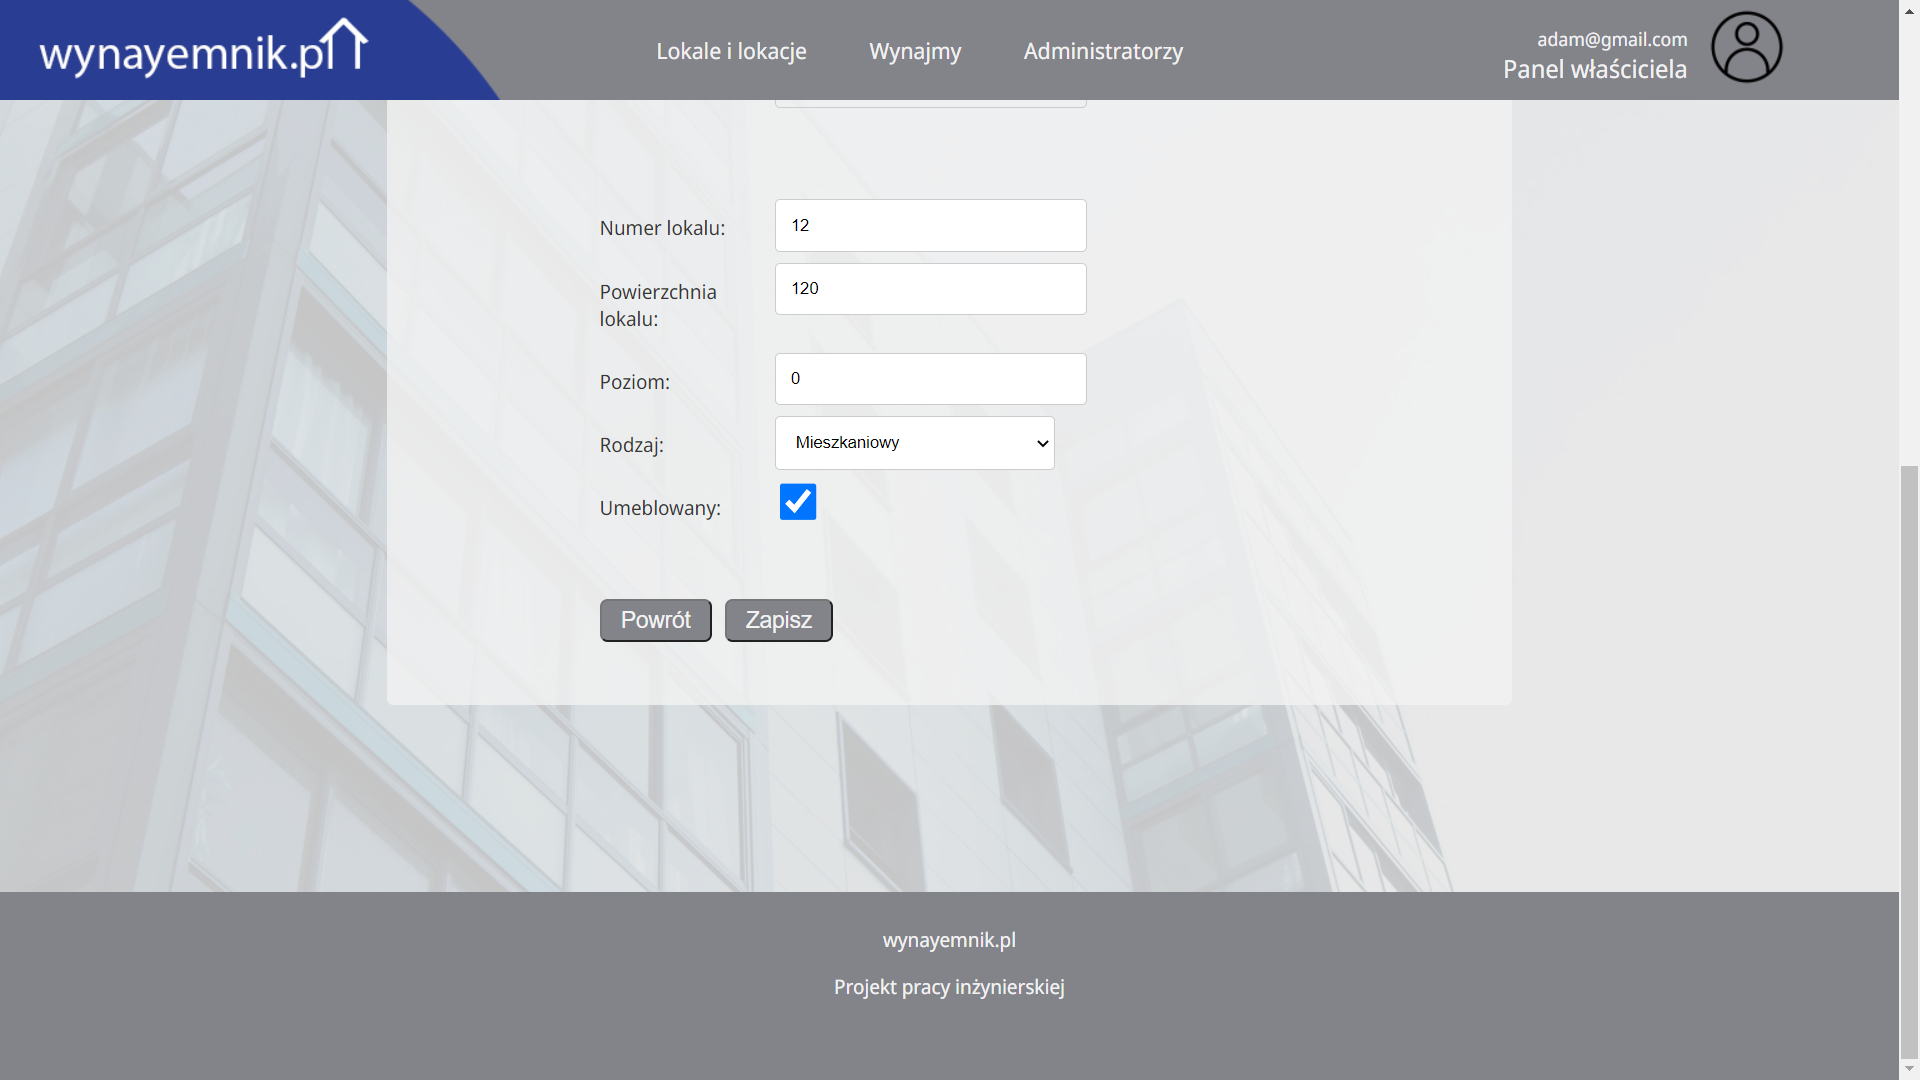 wynayemnik.pl
Lokale i lokacje
Wynajmy
Administratorzy
adam@gmail.com
Panel właściciela
Numer lokalu:
12
Powierzchnia
lokalu:
120
Poziom:
0
Rodzaj:
Mieszkaniowy
Umeblowany:
Powrót
Zapisz
wynayemnik.pl
Projekt pracy inżynierskiej